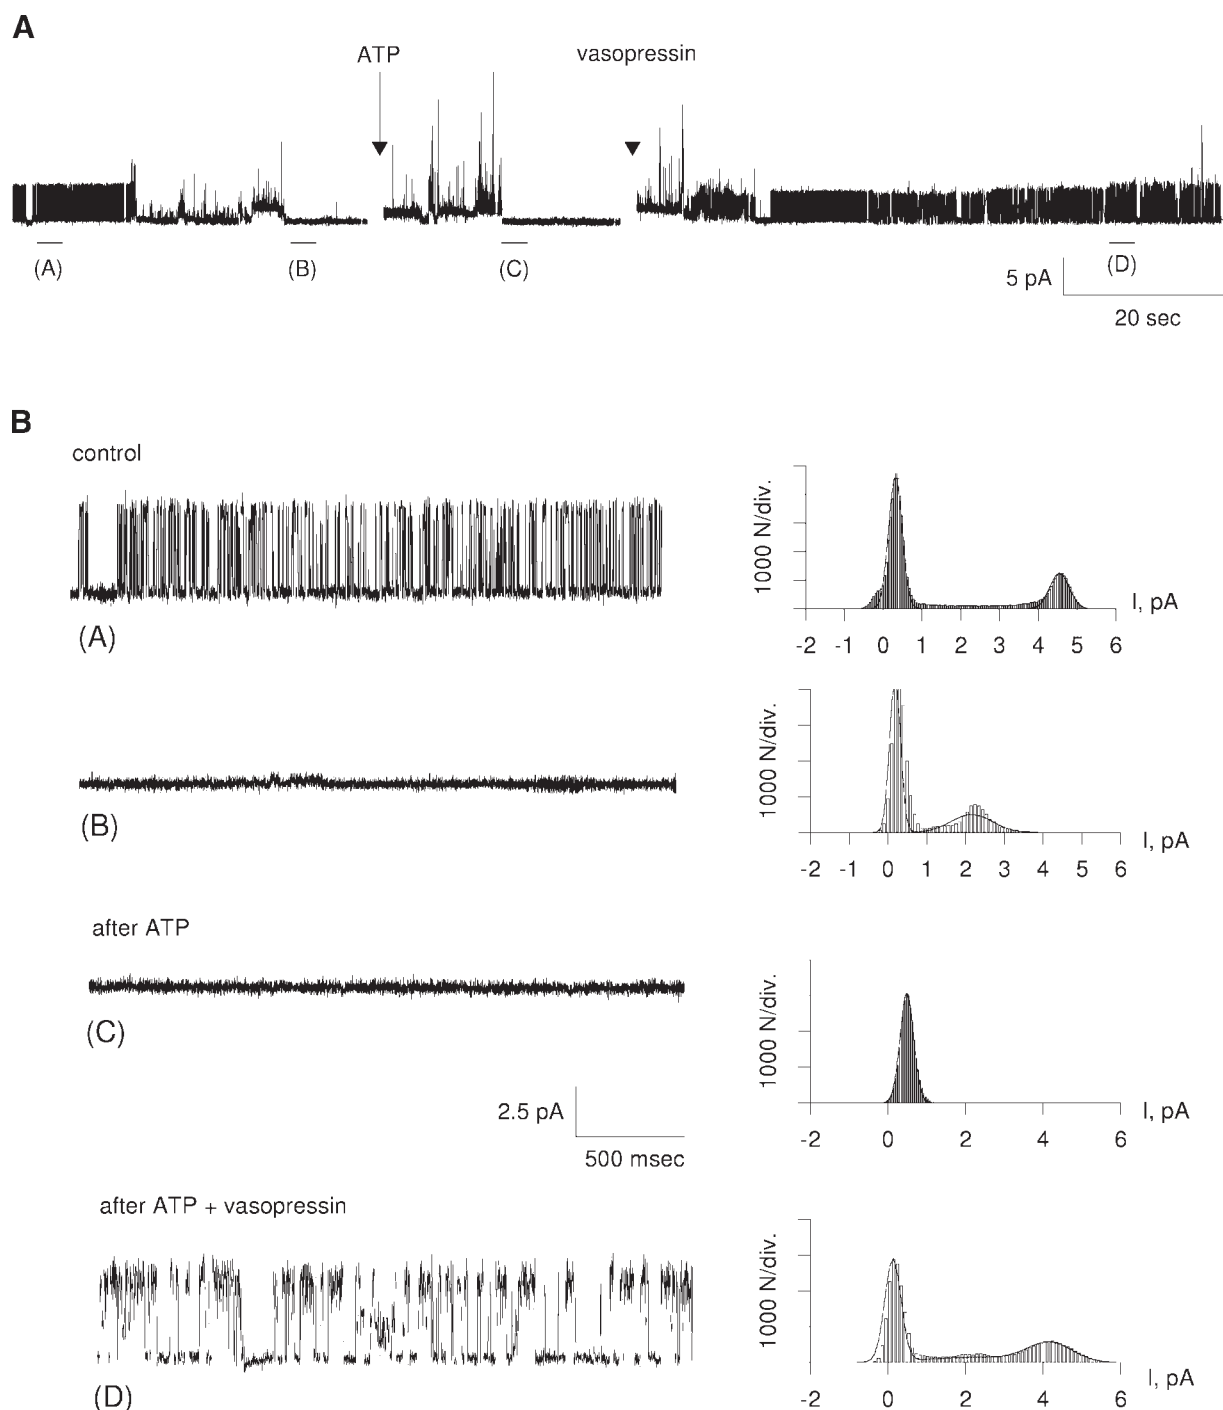 A
ATP
vasopressin
(A)
(B)
(C)
(D)
5 pA
20 sec
B
control
(A)
1000 N/div.
I, pA
-2 -1 0 1 2 3 4 5 6
(B)
1000 N/div.
I, pA
-2 -1 0 1 2 3 4 5 6
after ATP
(C)
1000 N/div.
I, pA
-2 0 2 4 6
2.5 pA
500 msec
after ATP + vasopressin
(D)
1000 N/div.
I, pA
-2 0 2 4 6